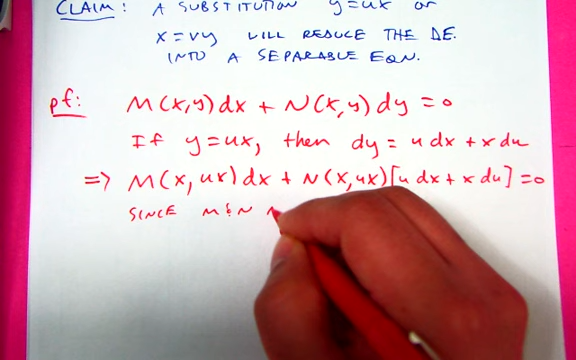 CLAIM: A SUBSTITUTION y=ux or
x=vy WILL REDUCE THE DE.
INTO A SEPARABLE EQN.
pf: M(x,y)dx + N(x,y)dy = 0
If y=ux, then dy = u dx + x du
=> M(x,ux)dx + N(x,ux)[u dx + x du] = 0
SINCE M & N